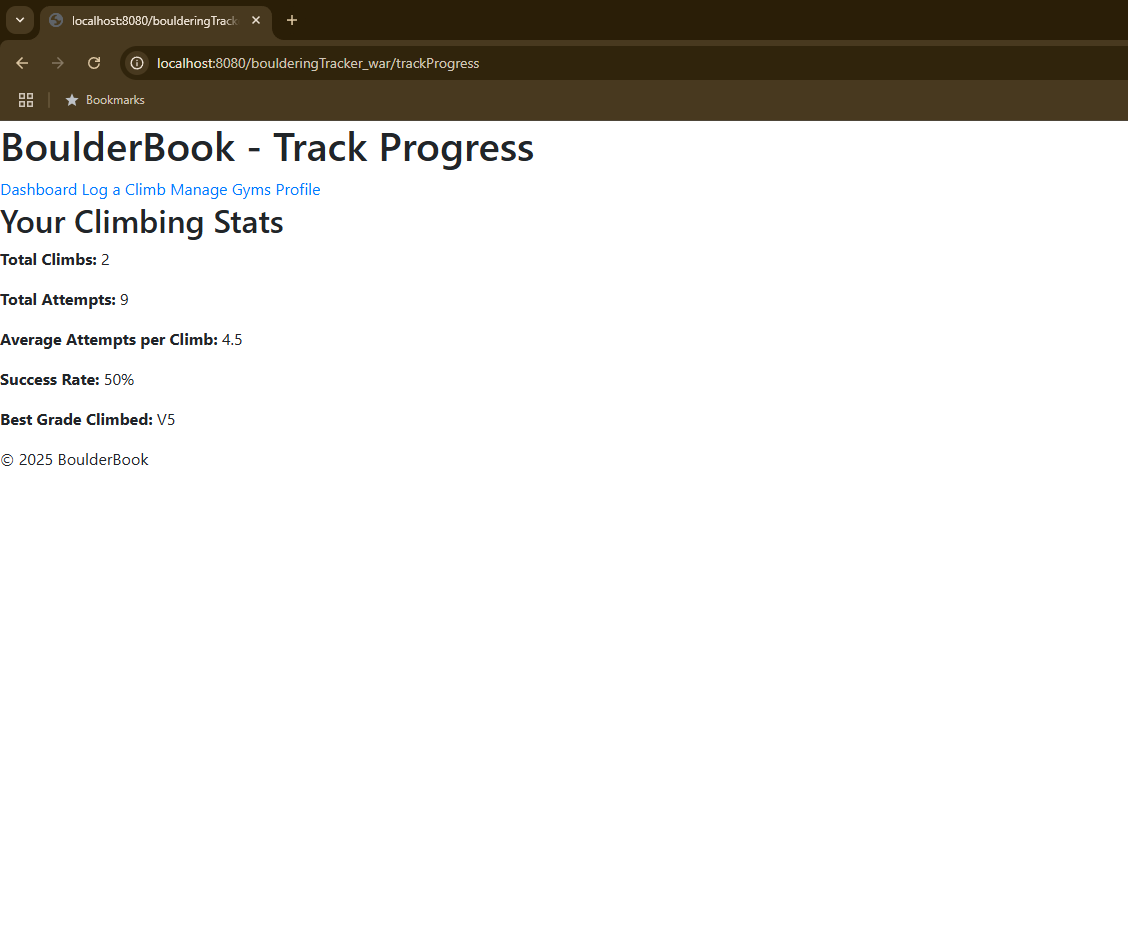 localhost:8080/boulderingTrack
localhost:8080/boulderingTracker_war/trackProgress
Bookmarks
BoulderBook - Track Progress
Dashboard Log a Climb Manage Gyms Profile
Your Climbing Stats
Total Climbs: 2
Total Attempts: 9
Average Attempts per Climb: 4.5
Success Rate: 50%
Best Grade Climbed: V5
© 2025 BoulderBook